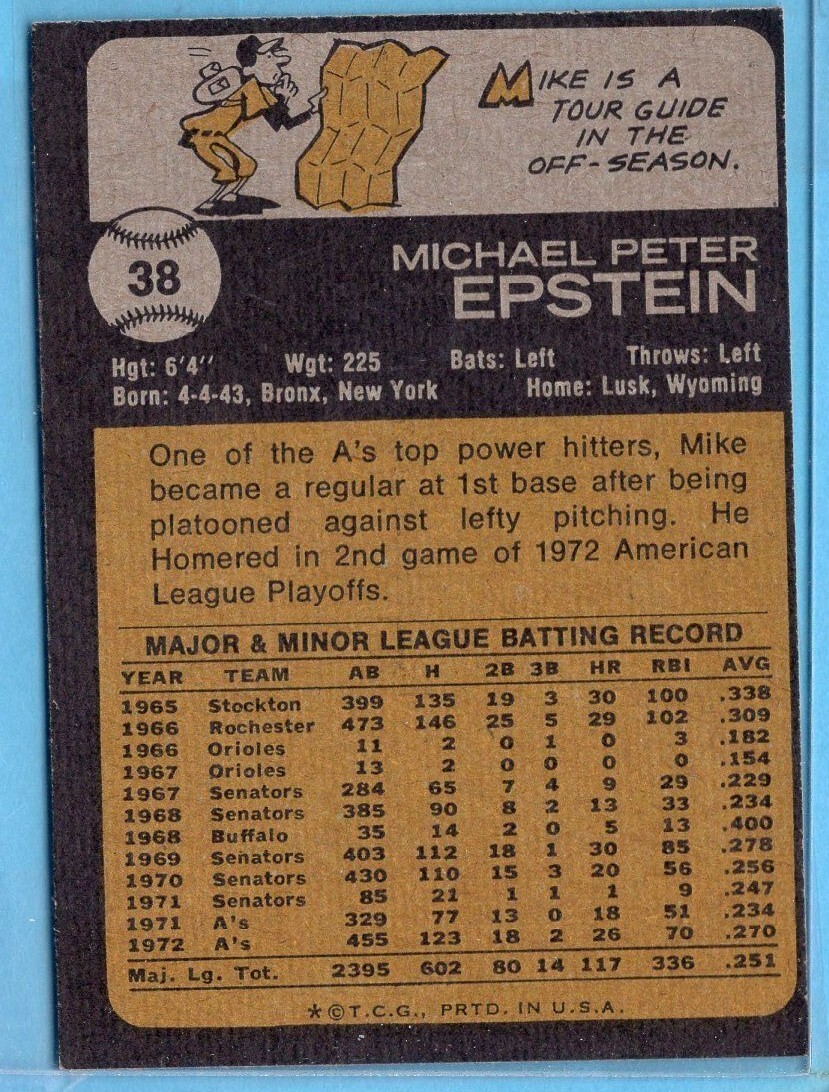 MIKE IS A
TOUR GUIDE
IN THE
OFF-SEASON.
38
MICHAEL PETER
EPSTEIN
Hgt: 6'4" Wgt: 225 Bats: Left Throws: Left
Born: 4-4-43, Bronx, New York Home: Lusk, Wyoming
One of the A's top power hitters, Mike
became a regular at 1st base after being
platooned against lefty pitching. He
Homered in 2nd game of 1972 American
League Playoffs.
MAJOR & MINOR LEAGUE BATTING RECORD
YEAR TEAM AB H 2B 3B HR RBI AVG
1965 Stockton 399 135 19 3 30 100 .338
1966 Rochester 473 146 25 5 29 102 .309
1966 Orioles 11 2 0 1 0 3 .182
1967 Orioles 13 2 0 0 0 0 .154
1967 Senators 284 65 7 4 9 29 .229
1968 Senators 385 90 8 2 13 33 .234
1968 Buffalo 35 14 2 0 5 13 .400
1969 Senators 403 112 18 1 30 85 .278
1970 Senators 430 110 15 3 20 56 .256
1971 Senators 85 21 1 1 1 9 .247
1971 A's 329 77 13 0 18 51 .234
1972 A's 455 123 18 2 26 70 .270
Maj. Lg. Tot. 2395 602 80 14 117 336 .251
*©T.C.G., PRTD. IN U.S.A.